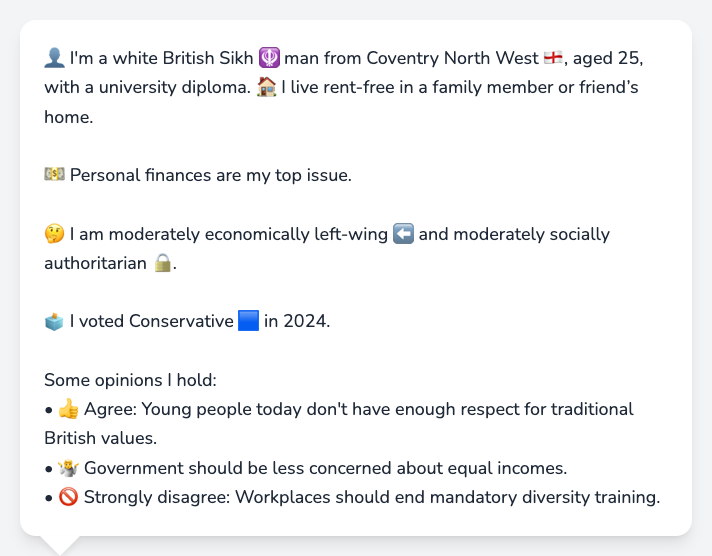 👤 I'm a white British Sikh 🪯 man from Coventry North West 🏴󠁧󠁢󠁥󠁮󠁧󠁿, aged 25,
with a university diploma. 🏠 I live rent-free in a family member or friend’s
home.
💵 Personal finances are my top issue.
🤔 I am moderately economically left-wing ⬅️ and moderately socially
authoritarian 🔒.
🗳️ I voted Conservative 🟦 in 2024.
Some opinions I hold:
• 👍 Agree: Young people today don't have enough respect for traditional
British values.
• 🤷 Government should be less concerned about equal incomes.
• 🚫 Strongly disagree: Workplaces should end mandatory diversity training.